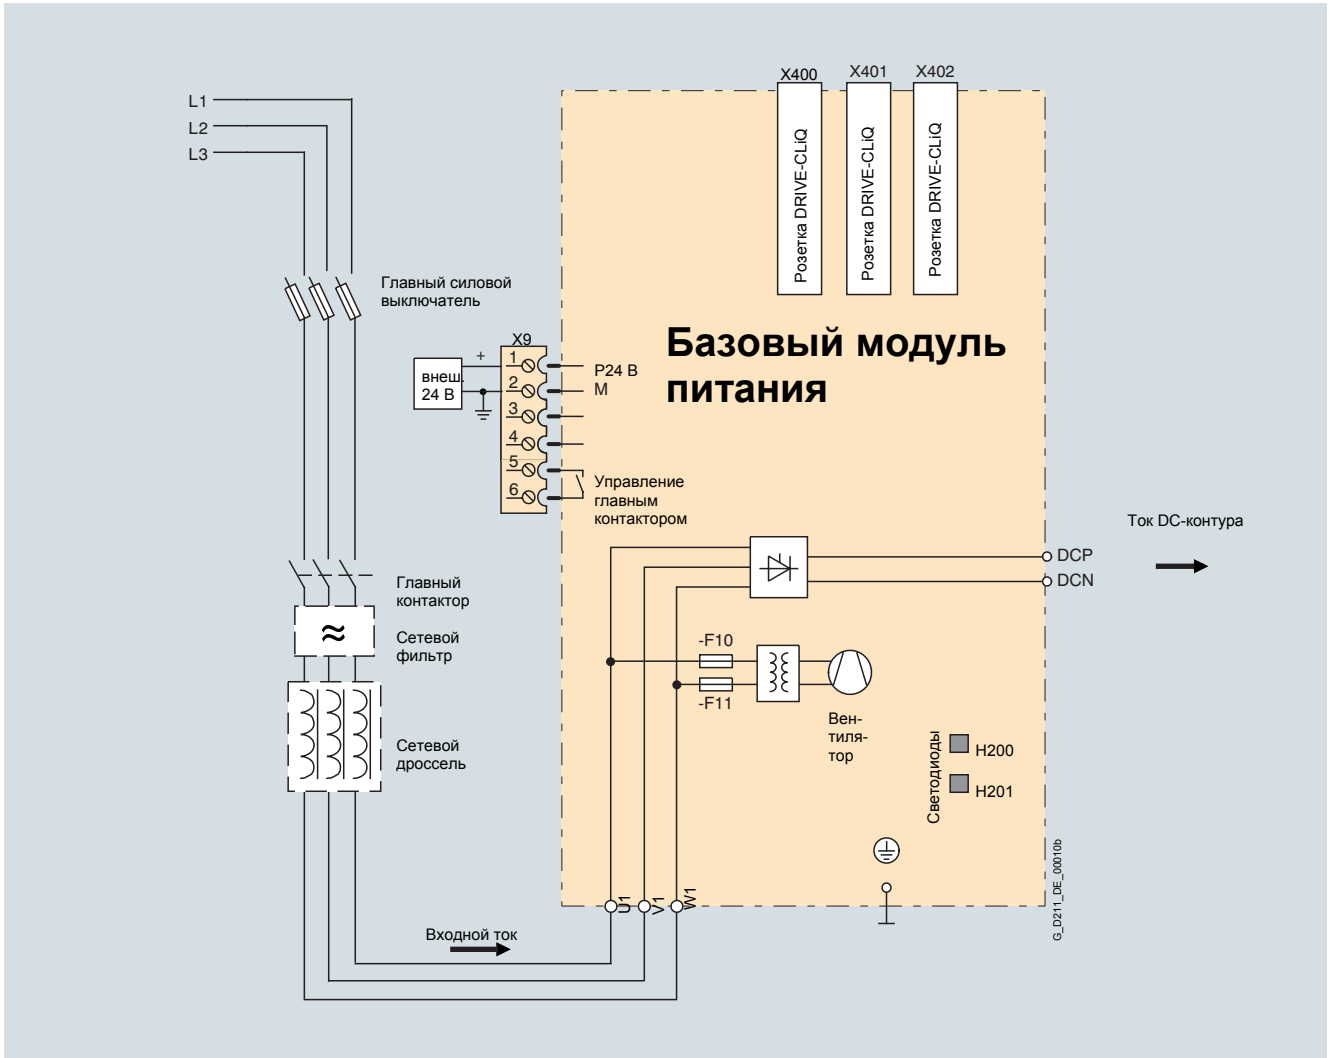 X400
X401
X402
L1
L2
L3
Розетка DRIVE-CLiQ
Розетка DRIVE-CLiQ
Розетка DRIVE-CLiQ
Главный силовой
выключатель
Базовый модуль
питания
X9
+
внеш.
24 В
1
2
3
4
5
6
P24 В
M
Управление
главным
контактором
Ток DC-контура
DCP
DCN
Главный
контактор
≈
Сетевой
фильтр
-F10
-F11
Вен-
тиля-
тор
Сетевой
дроссель
Светодиоды
H200
H201
U1
V1
W1
Входной ток
G_D211_DE_00010b